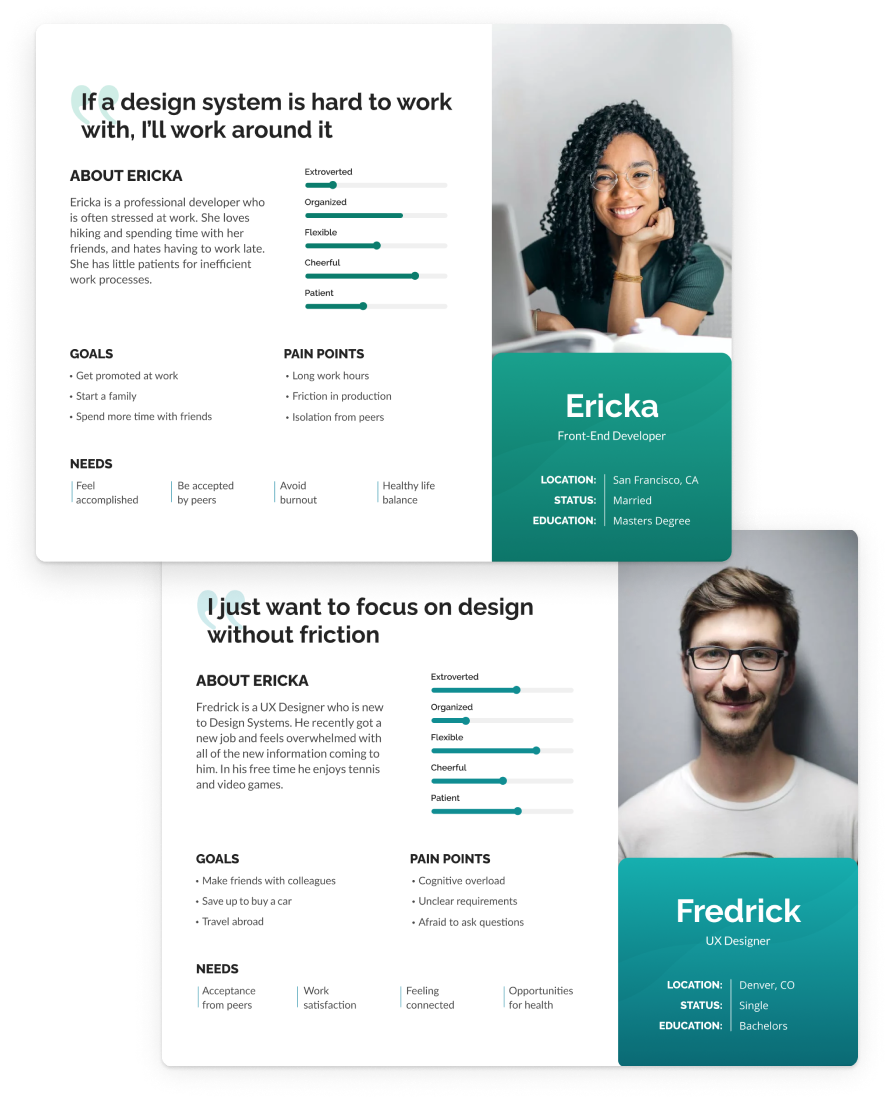 If a design system is hard to work
with, I’ll work around it
ABOUT ERICKA
Ericka is a professional developer who
is often stressed at work. She loves
hiking and spending time with her
friends, and hates having to work late.
She has little patients for inefficient
work processes.
Extroverted
Organized
Flexible
Cheerful
Patient
GOALS
• Get promoted at work
• Start a family
• Spend more time with friends
PAIN POINTS
• Long work hours
• Friction in production
• Isolation from peers
NEEDS
Feel
accomplished
Be accepted
by peers
Avoid
burnout
Healthy life
balance
Ericka
Front-End Developer
LOCATION: San Francisco, CA
STATUS: Married
EDUCATION: Masters Degree
I just want to focus on design
without friction
ABOUT ERICKA
Fredrick is a UX Designer who is new
to Design Systems. He recently got a
new job and feels overwhelmed with
all of the new information coming to
him. In his free time he enjoys tennis
and video games.
Extroverted
Organized
Flexible
Cheerful
Patient
GOALS
• Make friends with colleagues
• Save up to buy a car
• Travel abroad
PAIN POINTS
• Cognitive overload
• Unclear requirements
• Afraid to ask questions
NEEDS
Acceptance
from peers
Work
satisfaction
Feeling
connected
Opportunities
for health
Fredrick
UX Designer
LOCATION: Denver, CO
STATUS: Single
EDUCATION: Bachelors